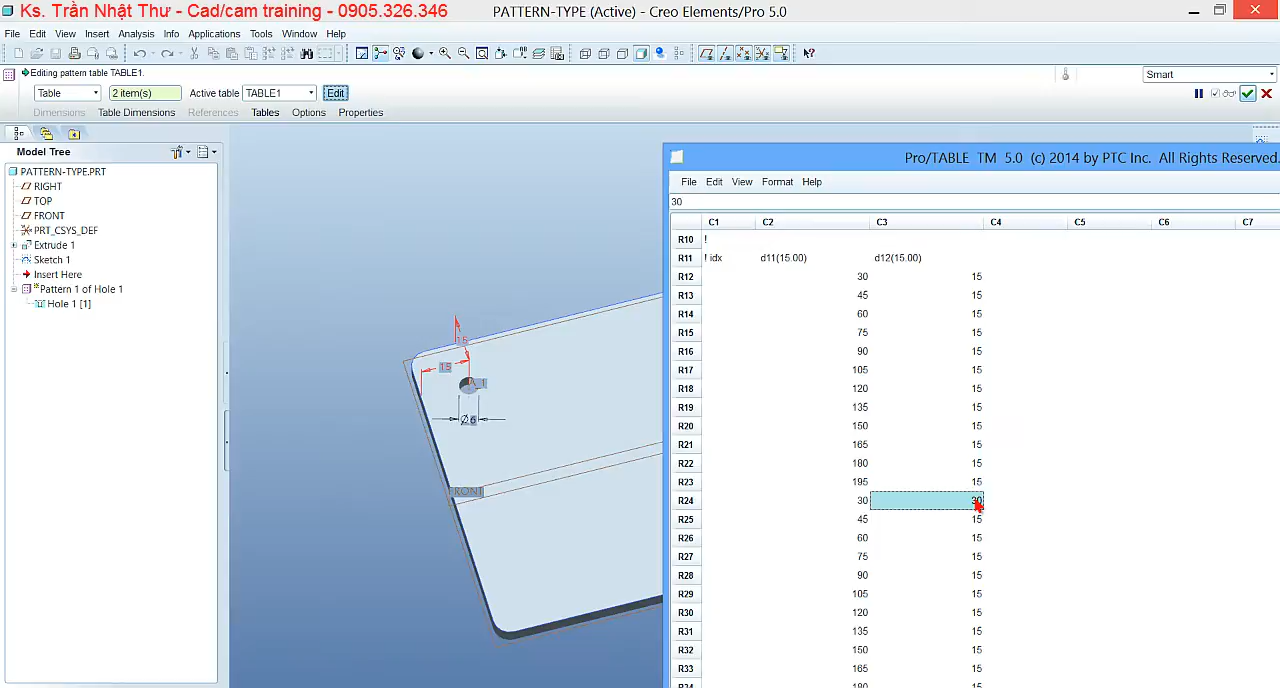 Ks. Trần Nhật Thư - Cad/cam training - 0905.326.346
PATTERN-TYPE (Active) - Creo Elements/Pro 5.0
File Edit View Insert Analysis Info Applications Tools Window Help
Editing pattern table TABLE1.
Smart
Table 2 item(s) Active table TABLE1 Edit
Dimensions Table Dimensions References Tables Options Properties
Model Tree
PATTERN-TYPE.PRT
RIGHT
TOP
FRONT
PRT_CSYS_DEF
Extrude 1
Sketch 1
Insert Here
*Pattern 1 of Hole 1
Hole 1 [1]
15
15
1
Ø6
FRONT
Pro/TABLE TM 5.0 (c) 2014 by PTC Inc. All Rights Reserved.
File Edit View Format Help
30
C1 C2 C3 C4 C5 C6 C7
R10 !
R11 ! idx d11(15.00) d12(15.00)
R12 30 15
R13 45 15
R14 60 15
R15 75 15
R16 90 15
R17 105 15
R18 120 15
R19 135 15
R20 150 15
R21 165 15
R22 180 15
R23 195 15
R24 30 30
R25 45 15
R26 60 15
R27 75 15
R28 90 15
R29 105 15
R30 120 15
R31 135 15
R32 150 15
R33 165 15
R34 180 15